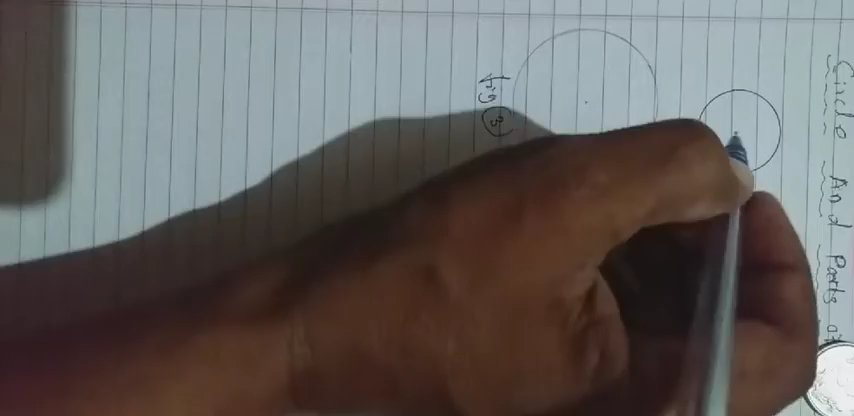 Circle And Parts of
fig (3)